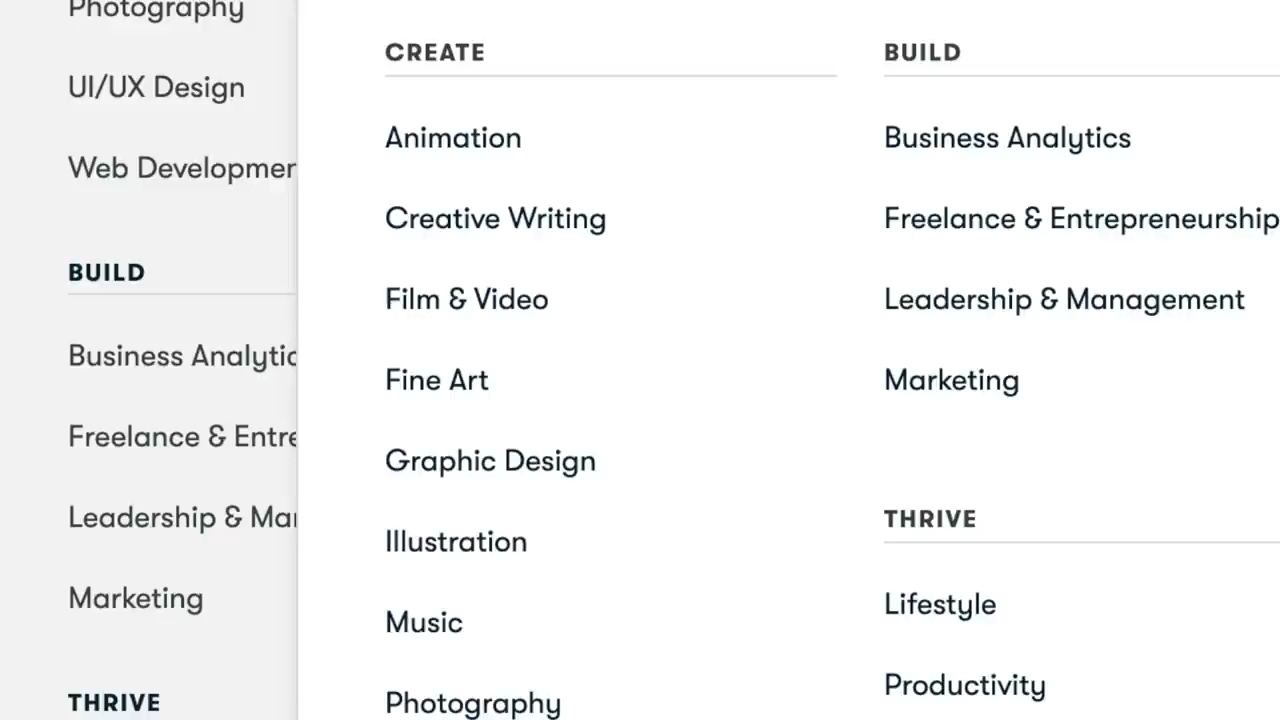 Photography
UI/UX Design
Web Developmen
BUILD
Business Analytic
Freelance & Entre
Leadership & Mar
Marketing
THRIVE
CREATE
Animation
Creative Writing
Film & Video
Fine Art
Graphic Design
Illustration
Music
Photography
BUILD
Business Analytics
Freelance & Entrepreneurship
Leadership & Management
Marketing
THRIVE
Lifestyle
Productivity